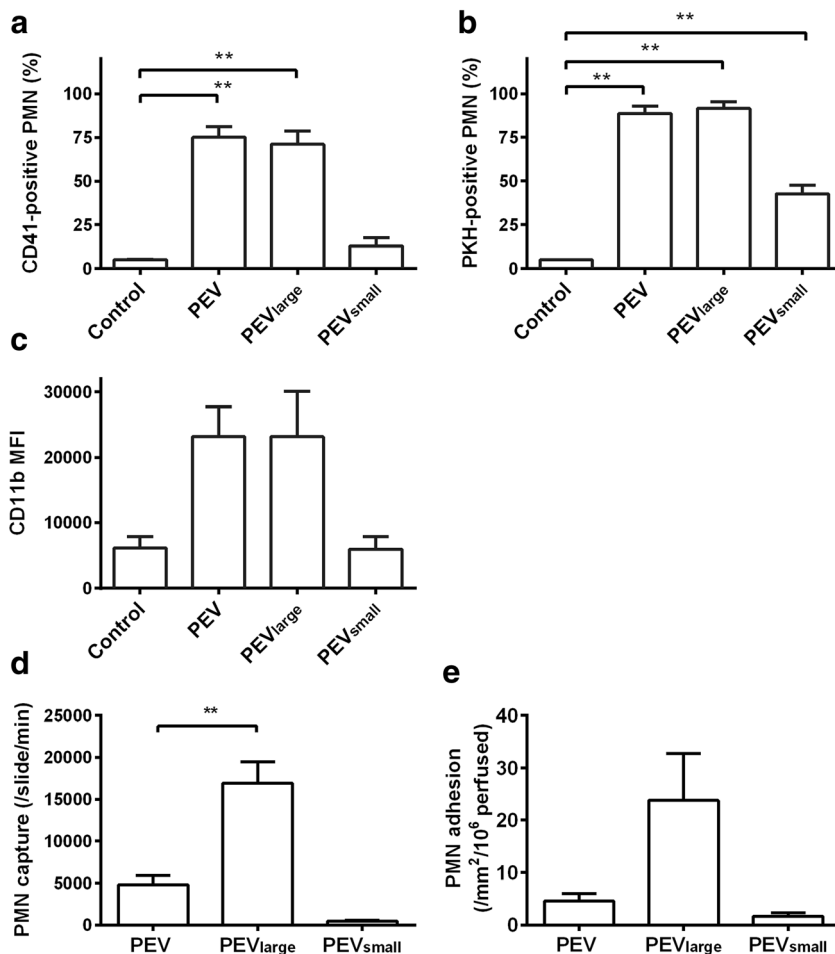 a
CD41-positive PMN (%)
100
75
50
25
0
**
**
Control
PEV
PEVlarge
PEVsmall
b
PKH-positive PMN (%)
100
75
50
25
0
**
**
**
Control
PEV
PEVlarge
PEVsmall
c
CD11b MFI
30000
20000
10000
0
Control
PEV
PEVlarge
PEVsmall
d
PMN capture (/slide/min)
25000
20000
15000
10000
5000
0
**
PEV
PEVlarge
PEVsmall
e
PMN adhesion
(/mm²/10⁶ perfused)
40
30
20
10
0
PEV
PEVlarge
PEVsmall